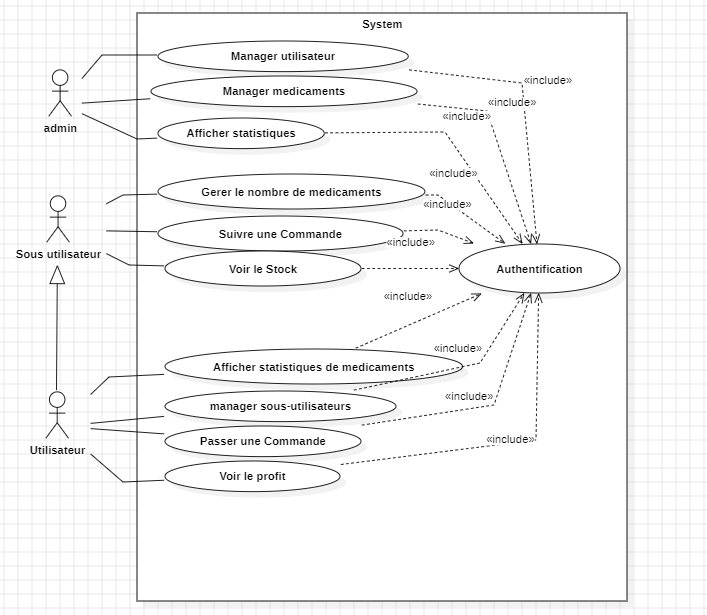 System
Manager utilisateur
«include»
Manager medicaments
«include»
«include»
admin
Afficher statistiques
«include»
Gerer le nombre de medicaments
«include»
Suivre une Commande
«include»
Sous utilisateur
Voir le Stock
Authentification
«include»
«include»
Afficher statistiques de medicaments
«include»
manager sous-utilisateurs
Passer une Commande
«include»
Utilisateur
Voir le profit